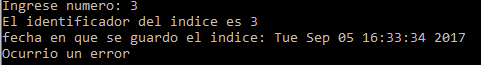 Ingrese numero: 3
El identificador del indice es 3
fecha en que se guardo el indice: Tue Sep 05 16:33:34 2017
Ocurrio un error